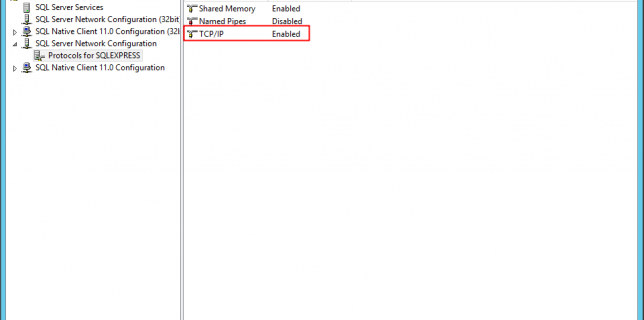 SQL Server Services
SQL Server Network Configuration (32bit
SQL Native Client 11.0 Configuration (32l
SQL Server Network Configuration
Protocols for SQLEXPRESS
SQL Native Client 11.0 Configuration
Shared Memory Enabled
Named Pipes Disabled
TCP/IP Enabled